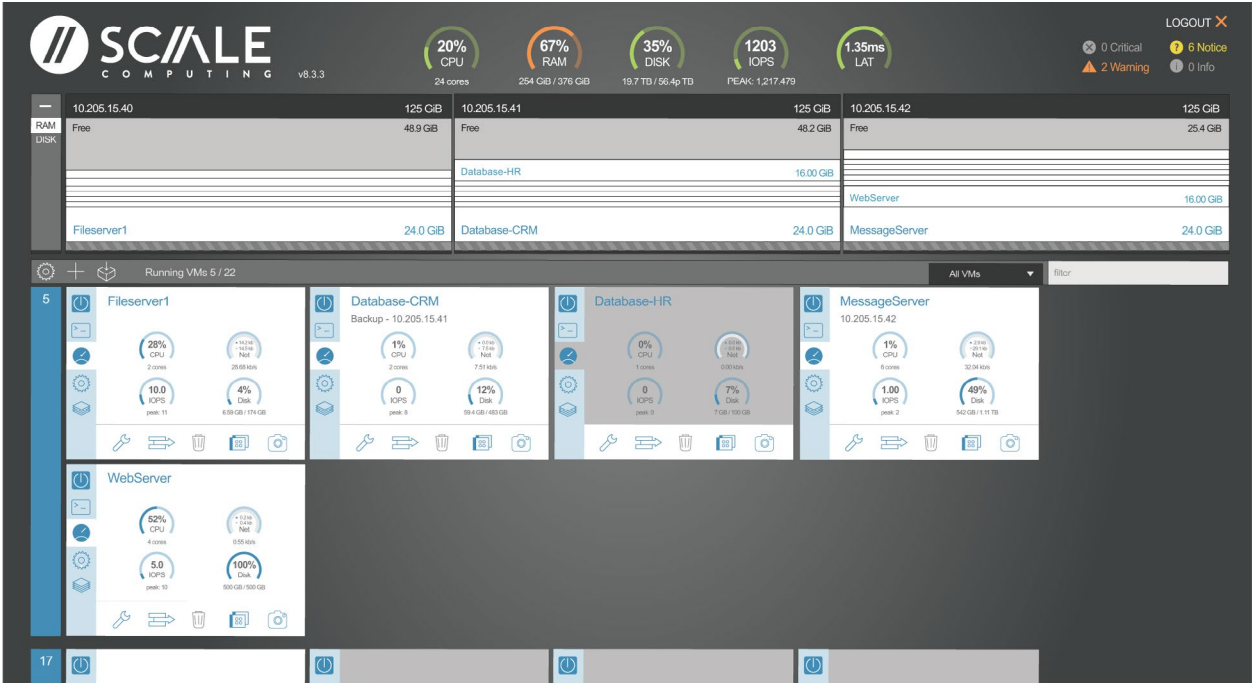 SCALE
COMPUTING
v8.3.3
20%
CPU
24 cores
67%
RAM
254 GiB / 376 GiB
35%
DISK
19.7 TB / 56.4p TB
1203
IOPS
PEAK: 1,217.479
1.35ms
LAT
LOGOUT
0 Critical
6 Notice
2 Warning
0 Info
RAM
DISK
10.205.15.40 125 GiB
Free 48.9 GiB
Fileserver1 24.0 GiB
10.205.15.41 125 GiB
Free 48.2 GiB
Database-HR 16.00 GiB
Database-CRM 24.0 GiB
10.205.15.42 125 GiB
Free 25.4 GiB
WebServer 16.00 GiB
MessageServer 24.0 GiB
Running VMs 5 / 22
All VMs
filter
5
Fileserver1
28%
CPU
2 cores
Net
26.68 kb/s
10.0
IOPS
peak: 11
4%
Disk
6.59 GB / 174 GB
Database-CRM
Backup - 10.205.15.41
1%
CPU
2 cores
Net
7.51 kb/s
0
IOPS
peak: 8
12%
Disk
59.4 GB / 483 GB
Database-HR
0%
CPU
1 cores
Net
0.00 kb/s
0
IOPS
peak: 0
7%
Disk
7 GB / 100 GB
MessageServer
10.205.15.42
1%
CPU
6 cores
Net
32.04 kb/s
1.00
IOPS
peak: 2
49%
Disk
542 GB / 1.11 TB
WebServer
52%
CPU
4 cores
Net
0.55 kb/s
5.0
IOPS
peak: 10
100%
Disk
500 GB / 500 GB
17